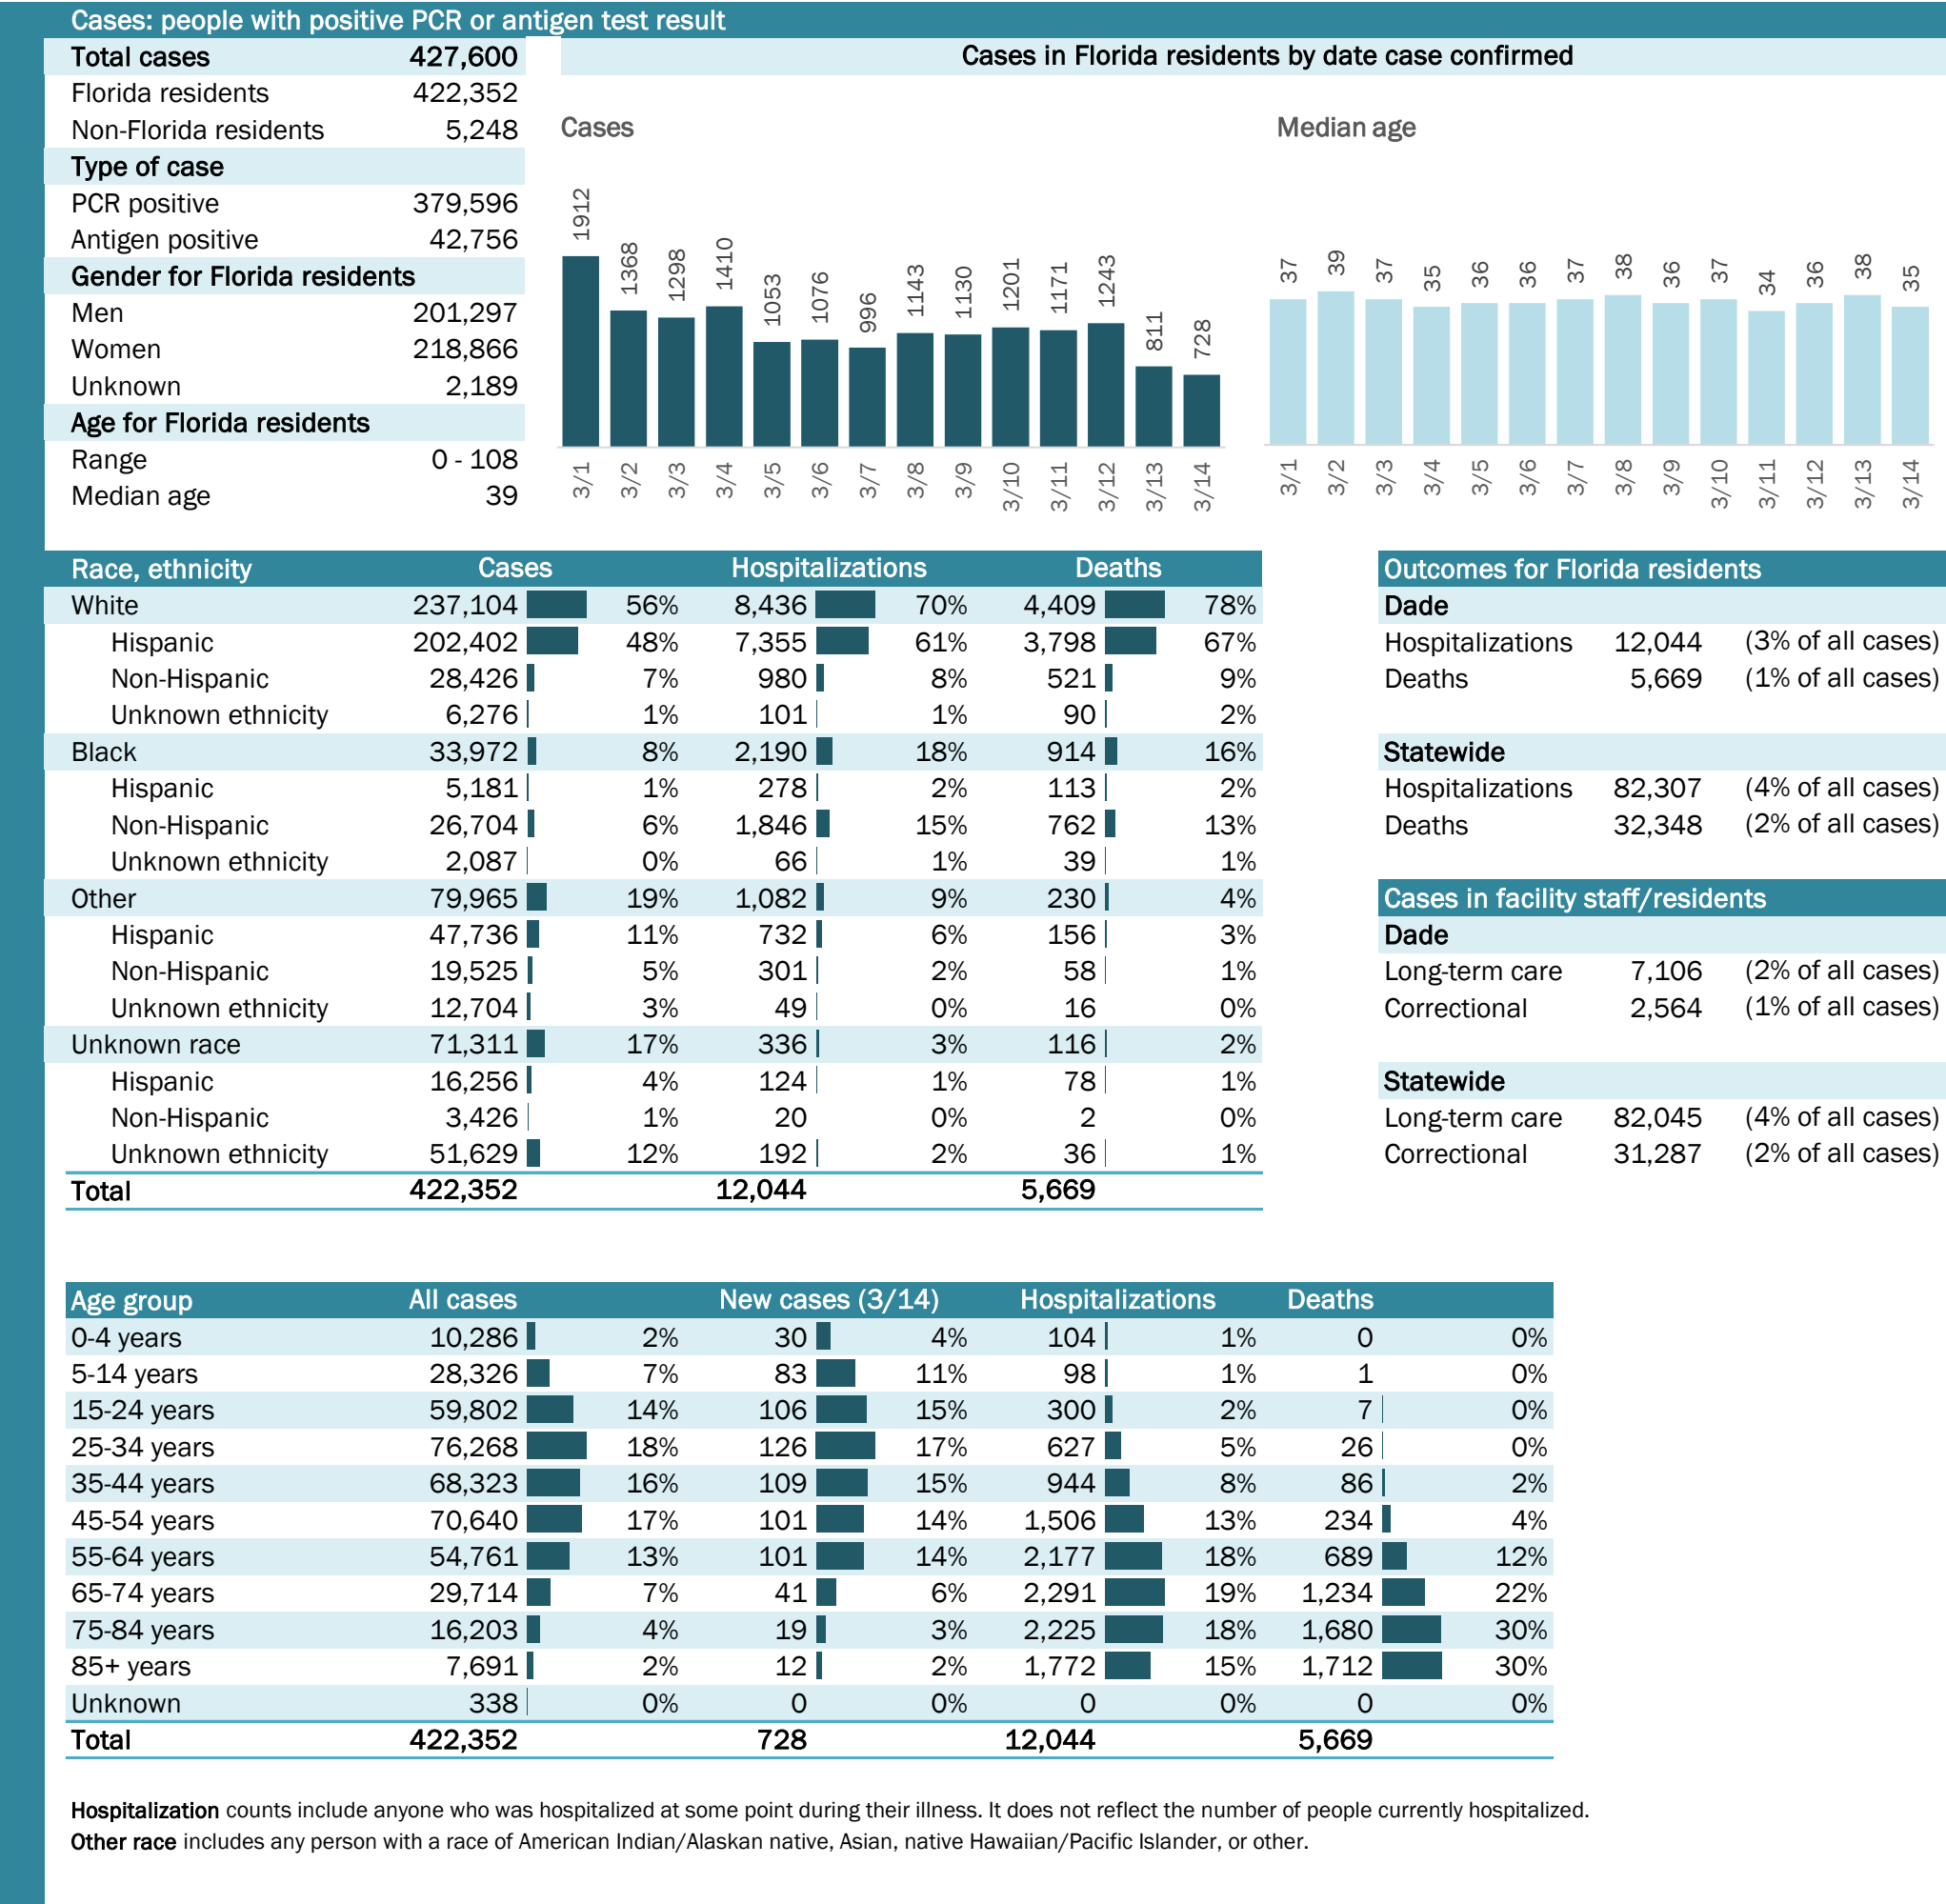 Cases: people with positive PCR or antigen test result
Total cases 427,600
Florida residents 422,352
Non-Florida residents 5,248
Type of case
PCR positive 379,596
Antigen positive 42,756
Gender for Florida residents
Men 201,297
Women 218,866
Unknown 2,189
Age for Florida residents
Range 0 - 108
Median age 39
Cases in Florida residents by date case confirmed
Cases
1912 1368 1298 1410 1053 1076 996 1143 1130 1201 1171 1243 811 728
3/1 3/2 3/3 3/4 3/5 3/6 3/7 3/8 3/9 3/10 3/11 3/12 3/13 3/14
Median age
37 39 37 35 36 36 37 38 36 37 34 36 38 35
3/1 3/2 3/3 3/4 3/5 3/6 3/7 3/8 3/9 3/10 3/11 3/12 3/13 3/14
Race, ethnicity Cases Hospitalizations Deaths
White 237,104 56% 8,436 70% 4,409 78%
Hispanic 202,402 48% 7,355 61% 3,798 67%
Non-Hispanic 28,426 7% 980 8% 521 9%
Unknown ethnicity 6,276 1% 101 1% 90 2%
Black 33,972 8% 2,190 18% 914 16%
Hispanic 5,181 1% 278 2% 113 2%
Non-Hispanic 26,704 6% 1,846 15% 762 13%
Unknown ethnicity 2,087 0% 66 1% 39 1%
Other 79,965 19% 1,082 9% 230 4%
Hispanic 47,736 11% 732 6% 156 3%
Non-Hispanic 19,525 5% 301 2% 58 1%
Unknown ethnicity 12,704 3% 49 0% 16 0%
Unknown race 71,311 17% 336 3% 116 2%
Hispanic 16,256 4% 124 1% 78 1%
Non-Hispanic 3,426 1% 20 0% 2 0%
Unknown ethnicity 51,629 12% 192 2% 36 1%
Total 422,352 12,044 5,669
Outcomes for Florida residents
Dade
Hospitalizations 12,044 (3% of all cases)
Deaths 5,669 (1% of all cases)
Statewide
Hospitalizations 82,307 (4% of all cases)
Deaths 32,348 (2% of all cases)
Cases in facility staff/residents
Dade
Long-term care 7,106 (2% of all cases)
Correctional 2,564 (1% of all cases)
Statewide
Long-term care 82,045 (4% of all cases)
Correctional 31,287 (2% of all cases)
Age group All cases New cases (3/14) Hospitalizations Deaths
0-4 years 10,286 2% 30 4% 104 1% 0 0%
5-14 years 28,326 7% 83 11% 98 1% 1 0%
15-24 years 59,802 14% 106 15% 300 2% 7 0%
25-34 years 76,268 18% 126 17% 627 5% 26 0%
35-44 years 68,323 16% 109 15% 944 8% 86 2%
45-54 years 70,640 17% 101 14% 1,506 13% 234 4%
55-64 years 54,761 13% 101 14% 2,177 18% 689 12%
65-74 years 29,714 7% 41 6% 2,291 19% 1,234 22%
75-84 years 16,203 4% 19 3% 2,225 18% 1,680 30%
85+ years 7,691 2% 12 2% 1,772 15% 1,712 30%
Unknown 338 0% 0 0% 0 0% 0 0%
Total 422,352 728 12,044 5,669
Hospitalization counts include anyone who was hospitalized at some point during their illness. It does not reflect the number of people currently hospitalized.
Other race includes any person with a race of American Indian/Alaskan native, Asian, native Hawaiian/Pacific Islander, or other.